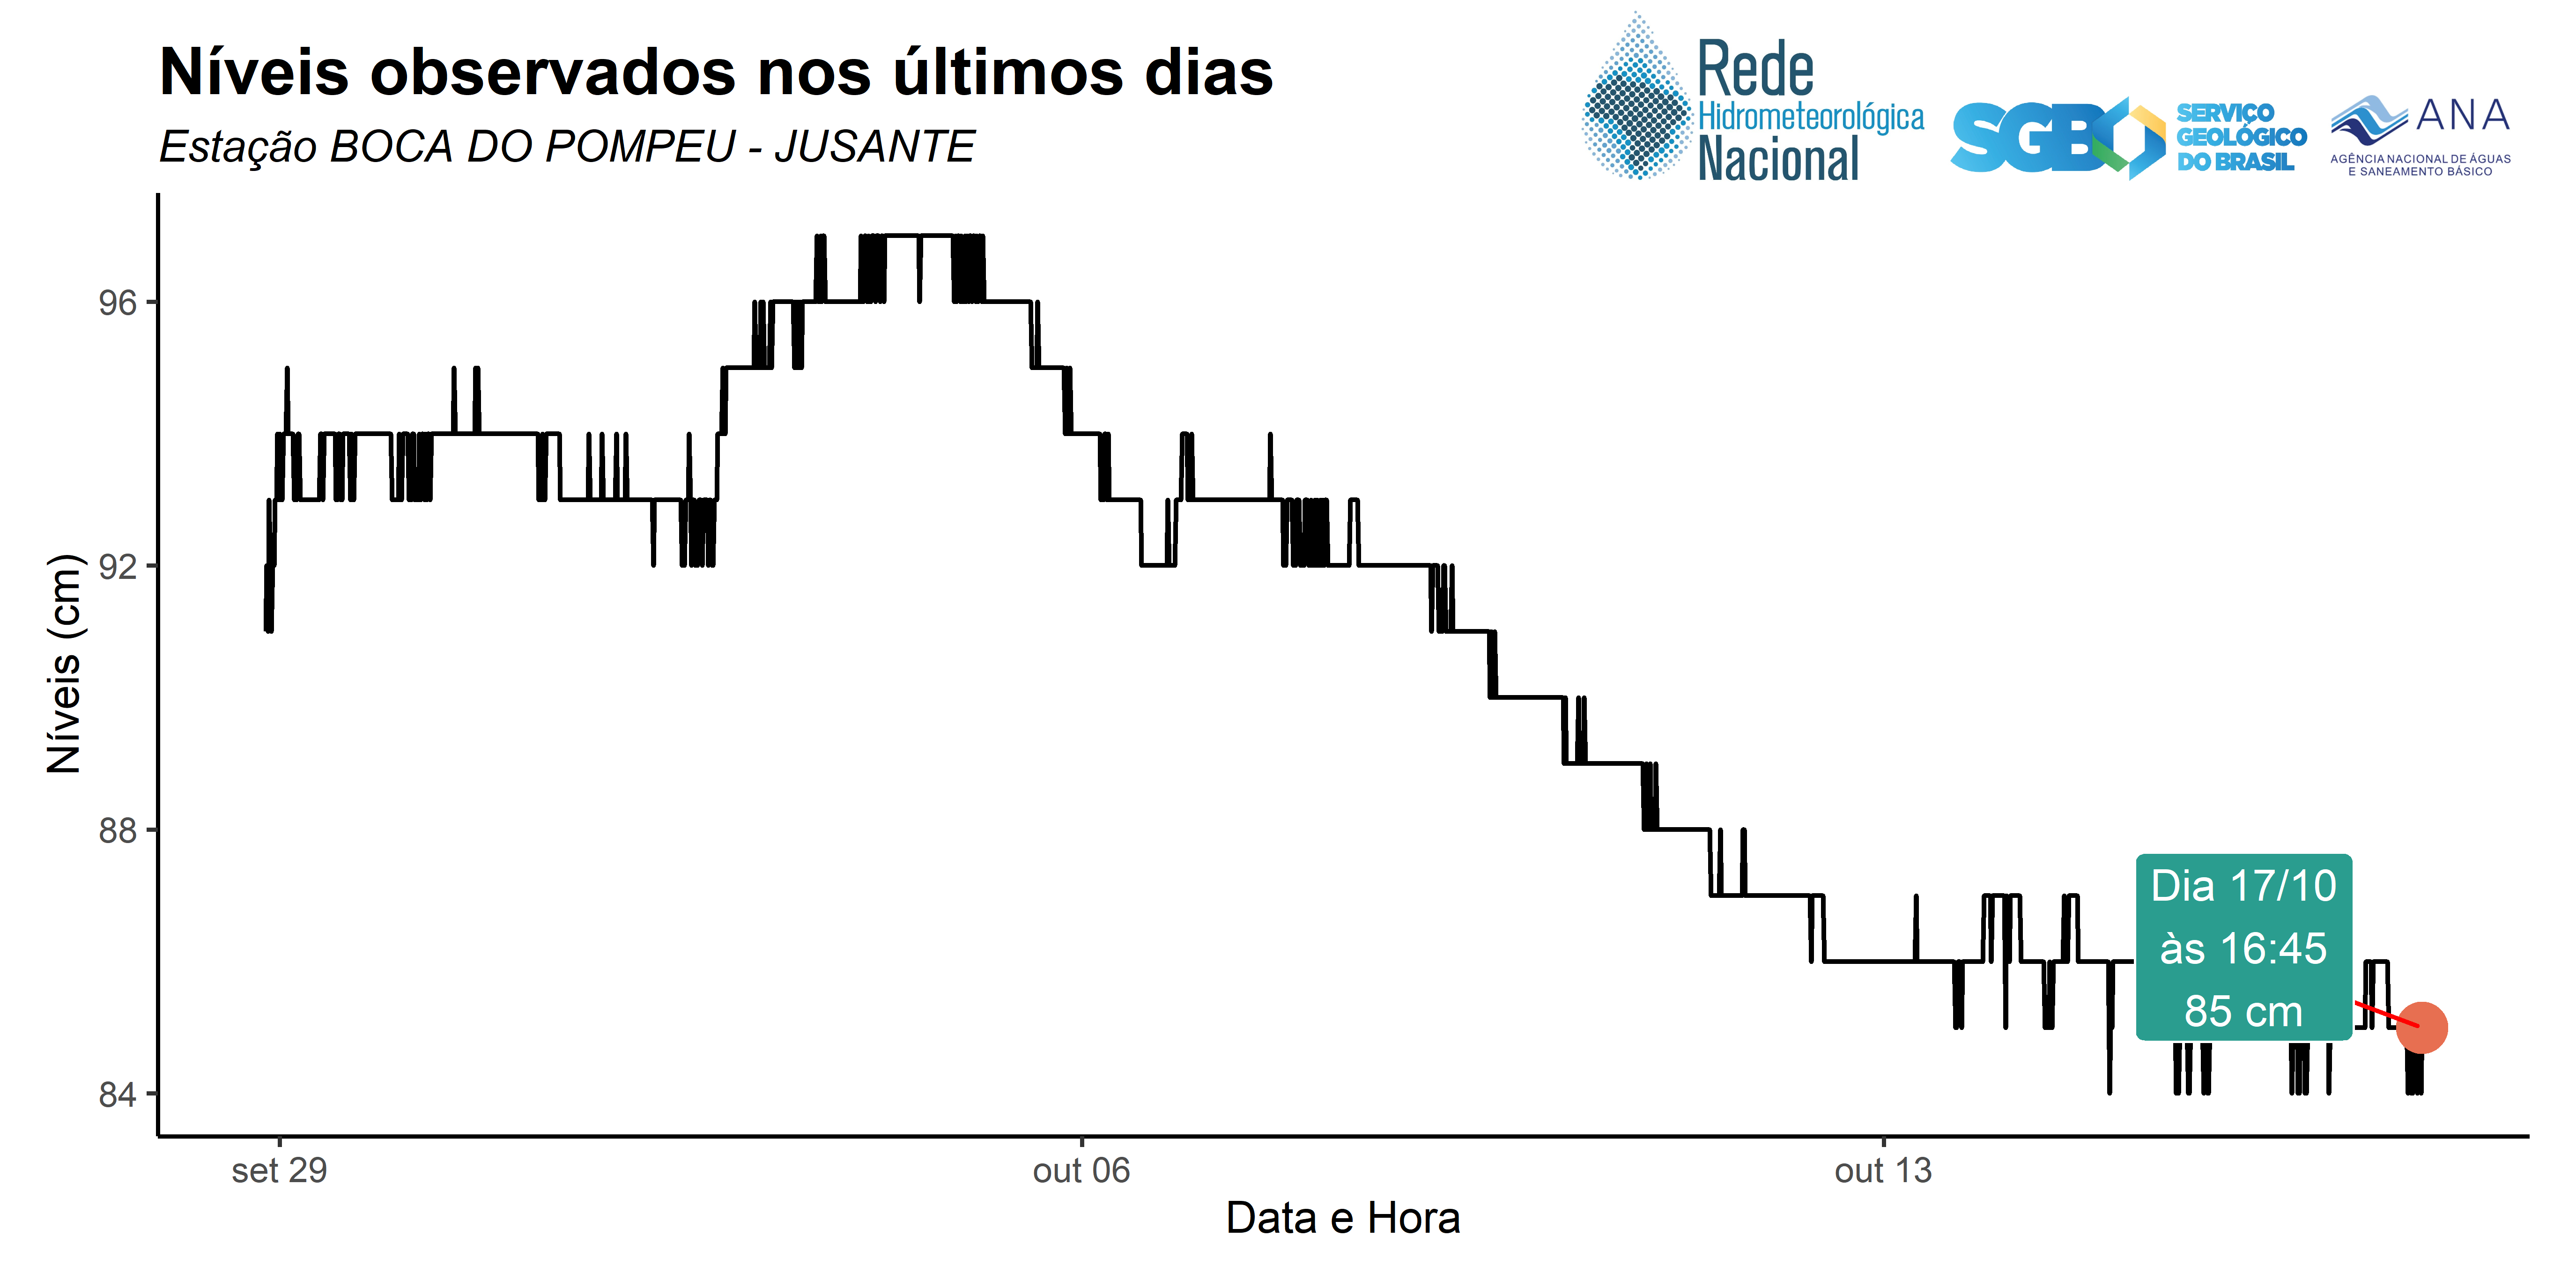 Níveis observados nos últimos dias
Estação BOCA DO POMPEU - JUSANTE
Rede
Hidrometeorológica
Nacional
SGB
SERVIÇO
GEOLÓGICO
DO BRASIL
ANA
AGÊNCIA NACIONAL DE ÁGUAS
E SANEAMENTO BÁSICO
Níveis (cm)
96
92
88
84
Dia 17/10
às 16:45
85 cm
set 29
out 06
out 13
Data e Hora